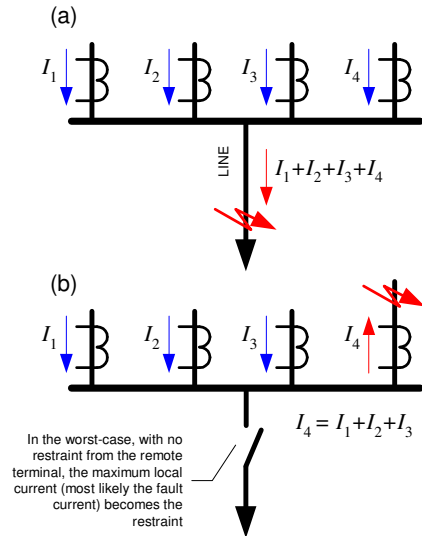 (a)
I1 I2 I3 I4
LINE
I1+I2+I3+I4
(b)
I1 I2 I3 I4
I4 = I1+I2+I3
In the worst-case, with no
restraint from the remote
terminal, the maximum local
current (most likely the fault
current) becomes the
restraint